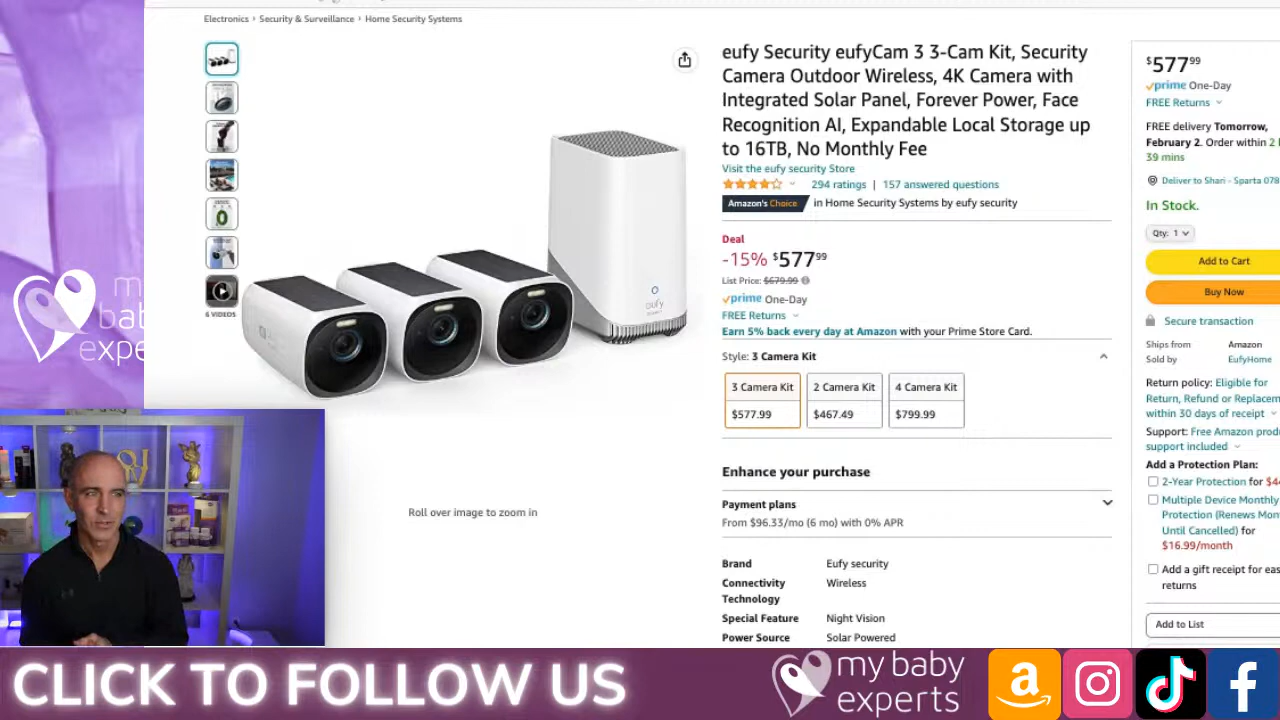 Electronics › Security & Surveillance › Home Security Systems
eufy Security eufyCam 3 3-Cam Kit, Security
Camera Outdoor Wireless, 4K Camera with
Integrated Solar Panel, Forever Power, Face
Recognition AI, Expandable Local Storage up
to 16TB, No Monthly Fee
Visit the eufy security Store
294 ratings | 157 answered questions
Amazon's Choice in Home Security Systems by eufy security
Deal
-15% $577⁹⁹
List Price: $679.99
prime One-Day
FREE Returns
Earn 5% back every day at Amazon with your Prime Store Card.
Style: 3 Camera Kit
3 Camera Kit
$577.99
2 Camera Kit
$467.49
4 Camera Kit
$799.99
Enhance your purchase
Payment plans
From $96.33/mo (6 mo) with 0% APR
Brand Eufy security
Connectivity Wireless
Technology
Special Feature Night Vision
Power Source Solar Powered
6 VIDEOS
eufy
Roll over image to zoom in
$577⁹⁹
prime One-Day
FREE Returns
FREE delivery Tomorrow,
February 2. Order within 2
39 mins
Deliver to Shari - Sparta 078
In Stock.
Qty: 1
Add to Cart
Buy Now
Secure transaction
Ships from Amazon
Sold by EufyHome
Return policy: Eligible for
Return, Refund or Replacem
within 30 days of receipt
Support: Free Amazon prod
support included
Add a Protection Plan:
2-Year Protection for $4
Multiple Device Monthly
Protection (Renews Mon
Until Cancelled) for
$16.99/month
Add a gift receipt for eas
returns
Add to List
my
bab
expe
CLICK TO FOLLOW US
my baby
experts